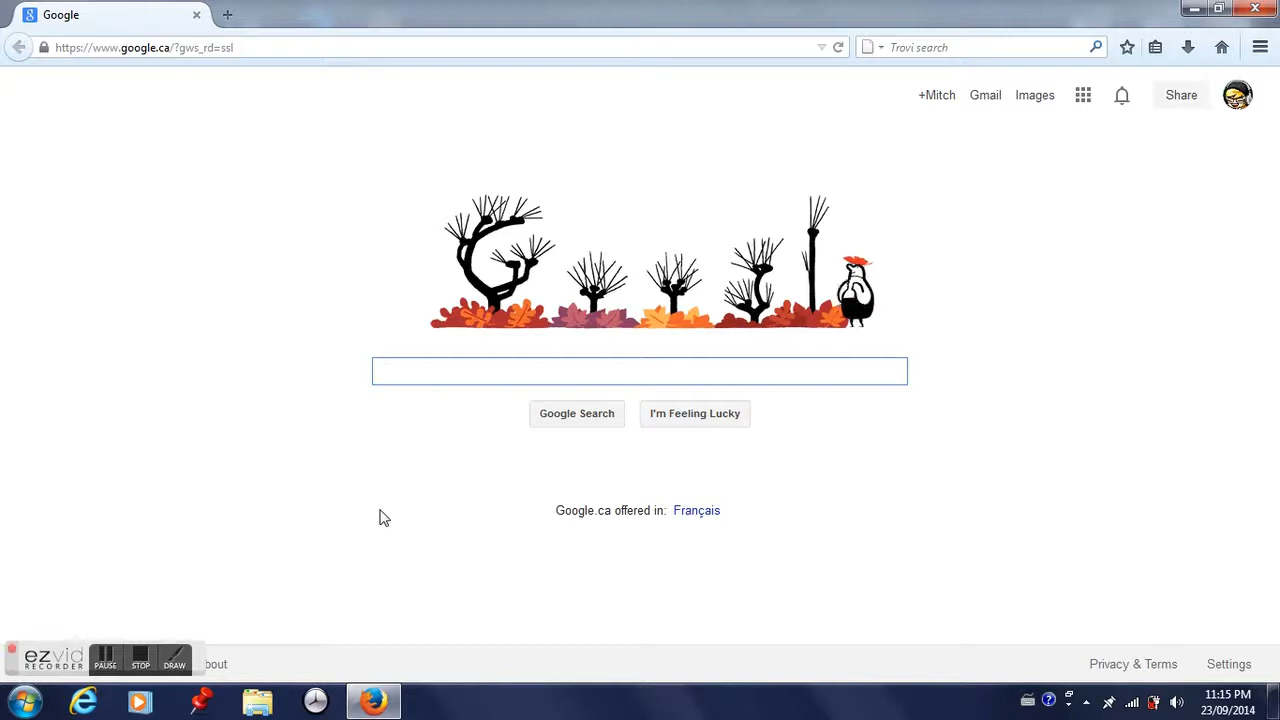 Google
https://www.google.ca/?gws_rd=ssl
Trovi search
+Mitch Gmail Images Share
Google Search I'm Feeling Lucky
Google.ca offered in: Français
ezvid
RECORDER
PAUSE STOP DRAW
bout
Privacy & Terms Settings
11:15 PM
23/09/2014